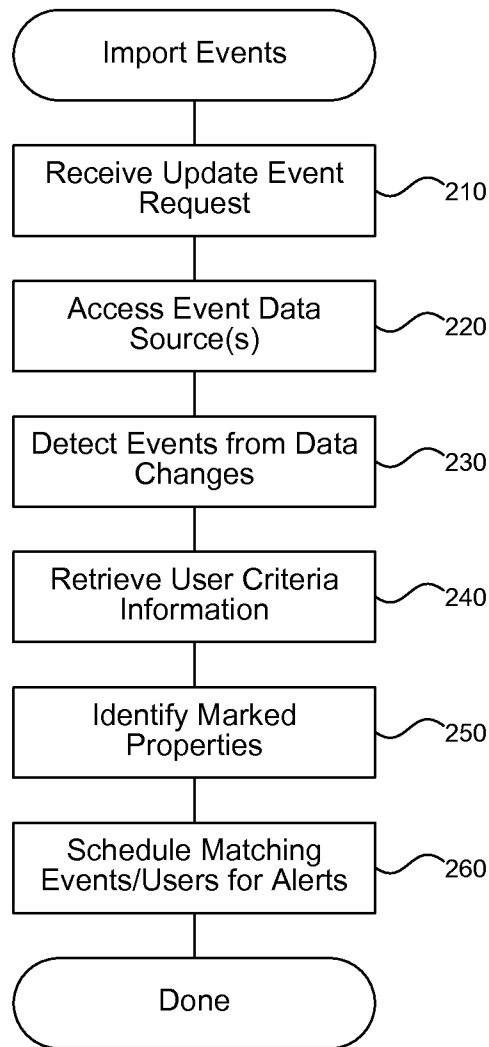 Import Events
Receive Update Event
Request
210
Access Event Data
Source(s)
220
Detect Events from Data
Changes
230
Retrieve User Criteria
Information
240
Identify Marked
Properties
250
Schedule Matching
Events/Users for Alerts
260
Done